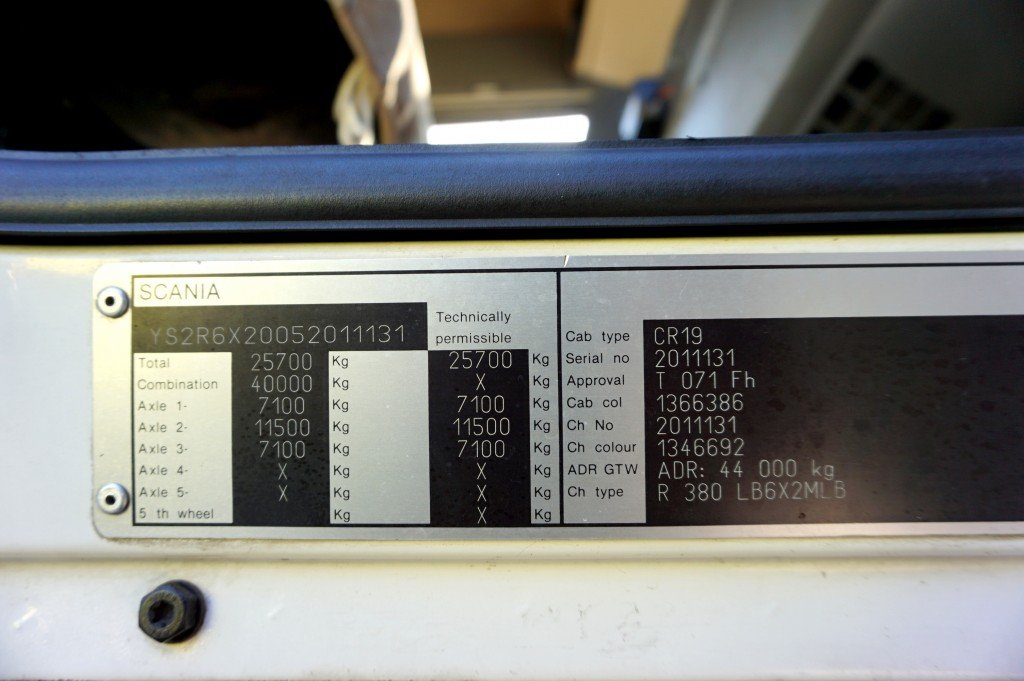 SCANIA
YS2R6X20052011131
Technically
permissible
Total 25700 Kg 25700 Kg
Combination 40000 Kg X Kg
Axle 1- 7100 Kg 7100 Kg
Axle 2- 11500 Kg 11500 Kg
Axle 3- 7100 Kg 7100 Kg
Axle 4- X Kg X Kg
Axle 5- X Kg X Kg
5 th wheel Kg X Kg
Cab type CR19
Serial no 2011131
Approval T 071 Fh
Cab col 1366386
Ch No 2011131
Ch colour 1346692
ADR GTW ADR: 44 000 kg
Ch type R 380 LB6X2MLB